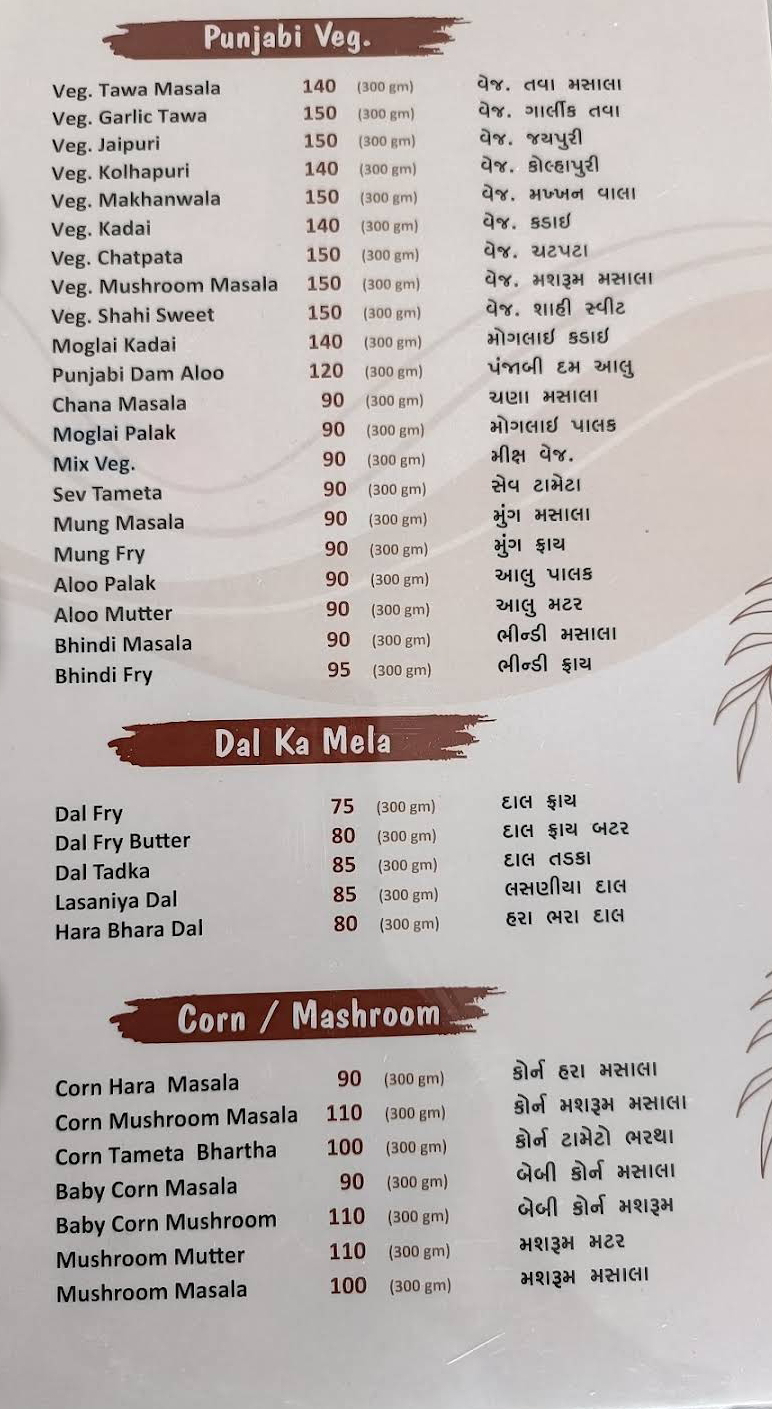 Punjabi Veg.
Veg. Tawa Masala 140 (300 gm) વેજ. તવા મસાલા
Veg. Garlic Tawa 150 (300 gm) વેજ. ગાર્લીક તવા
Veg. Jaipuri 150 (300 gm) વેજ. જયપુરી
Veg. Kolhapuri 140 (300 gm) વેજ. કોલ્હાપુરી
Veg. Makhanwala 150 (300 gm) વેજ. મખ્ખન વાલા
Veg. Kadai 140 (300 gm) વેજ. કડાઈ
Veg. Chatpata 150 (300 gm) વેજ. ચટપટા
Veg. Mushroom Masala 150 (300 gm) વેજ. મશરૂમ મસાલા
Veg. Shahi Sweet 150 (300 gm) વેજ. શાહી સ્વીટ
Moglai Kadai 140 (300 gm) મોગલાઈ કડાઈ
Punjabi Dam Aloo 120 (300 gm) પંજાબી દમ આલુ
Chana Masala 90 (300 gm) ચણા મસાલા
Moglai Palak 90 (300 gm) મોગલાઈ પાલક
Mix Veg. 90 (300 gm) મીક્ષ વેજ.
Sev Tameta 90 (300 gm) સેવ ટામેટા
Mung Masala 90 (300 gm) મુંગ મસાલા
Mung Fry 90 (300 gm) મુંગ ફ્રાય
Aloo Palak 90 (300 gm) આલુ પાલક
Aloo Mutter 90 (300 gm) આલુ મટર
Bhindi Masala 90 (300 gm) ભીન્ડી મસાલા
Bhindi Fry 95 (300 gm) ભીન્ડી ફ્રાય
Dal Ka Mela
Dal Fry 75 (300 gm) દાલ ફ્રાય
Dal Fry Butter 80 (300 gm) દાલ ફ્રાય બટર
Dal Tadka 85 (300 gm) દાલ તડકા
Lasaniya Dal 85 (300 gm) લસણીયા દાલ
Hara Bhara Dal 80 (300 gm) હરા ભરા દાલ
Corn / Mashroom
Corn Hara Masala 90 (300 gm) કોર્ન હરા મસાલા
Corn Mushroom Masala 110 (300 gm) કોર્ન મશરૂમ મસાલા
Corn Tameta Bhartha 100 (300 gm) કોર્ન ટામેટો ભરથા
Baby Corn Masala 90 (300 gm) બેબી કોર્ન મસાલા
Baby Corn Mushroom 110 (300 gm) બેબી કોર્ન મશરૂમ
Mushroom Mutter 110 (300 gm) મશરૂમ મટર
Mushroom Masala 100 (300 gm) મશરૂમ મસાલા